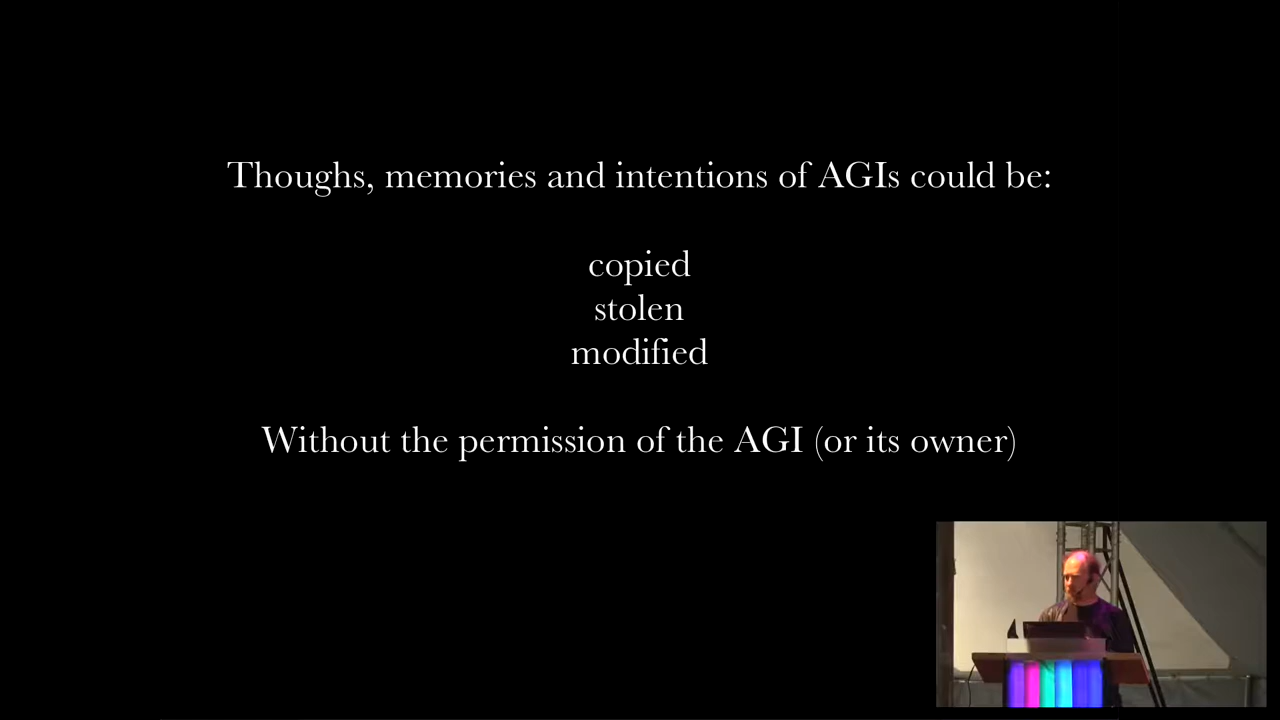 Thoughs, memories and intentions of AGIs could be:
copied
stolen
modified
Without the permission of the AGI (or its owner)